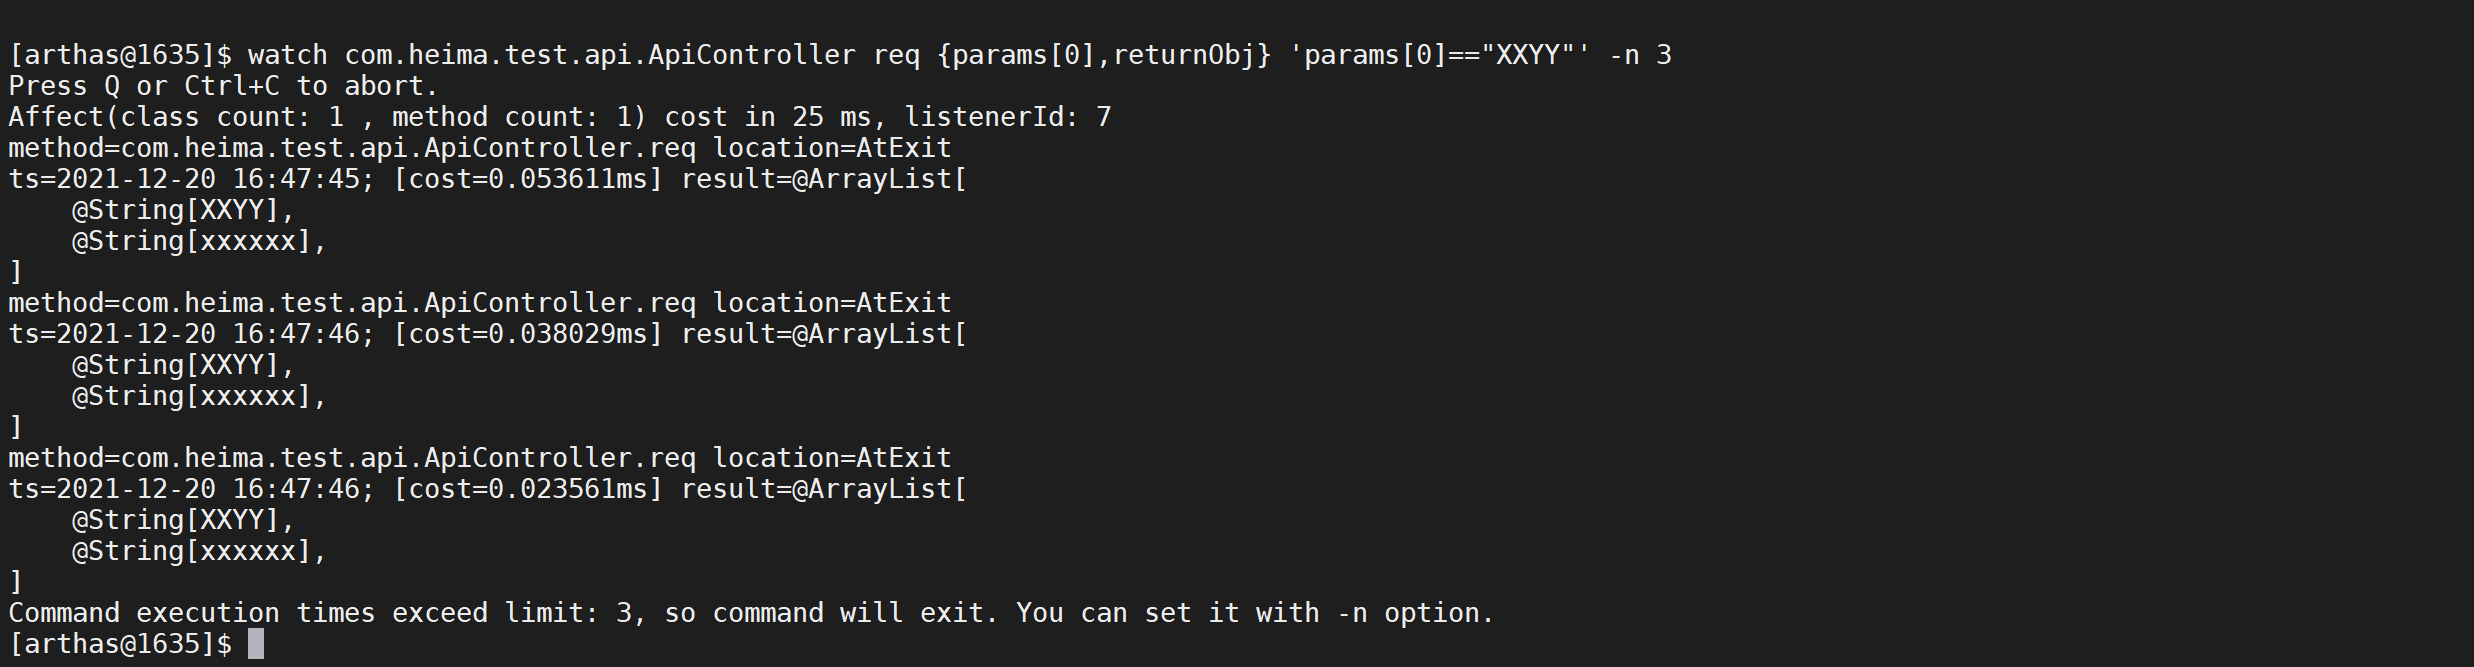 [arthas@1635]$ watch com.heima.test.api.ApiController req {params[0],returnObj} 'params[0]=="XXYY"' -n 3
Press Q or Ctrl+C to abort.
Affect(class count: 1 , method count: 1) cost in 25 ms, listenerId: 7
method=com.heima.test.api.ApiController.req location=AtExit
ts=2021-12-20 16:47:45; [cost=0.053611ms] result=@ArrayList[
    @String[XXYY],
    @String[xxxxxx],
]
method=com.heima.test.api.ApiController.req location=AtExit
ts=2021-12-20 16:47:46; [cost=0.038029ms] result=@ArrayList[
    @String[XXYY],
    @String[xxxxxx],
]
method=com.heima.test.api.ApiController.req location=AtExit
ts=2021-12-20 16:47:46; [cost=0.023561ms] result=@ArrayList[
    @String[XXYY],
    @String[xxxxxx],
]
Command execution times exceed limit: 3, so command will exit. You can set it with -n option.
[arthas@1635]$